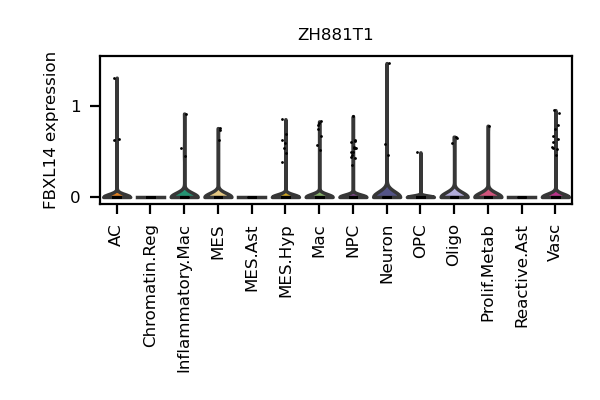 ZH881T1
FBXL14 expression
1
0
AC
Chromatin.Reg
Inflammatory.Mac
MES
MES.Ast
MES.Hyp
Mac
NPC
Neuron
OPC
Oligo
Prolif.Metab
Reactive.Ast
Vasc